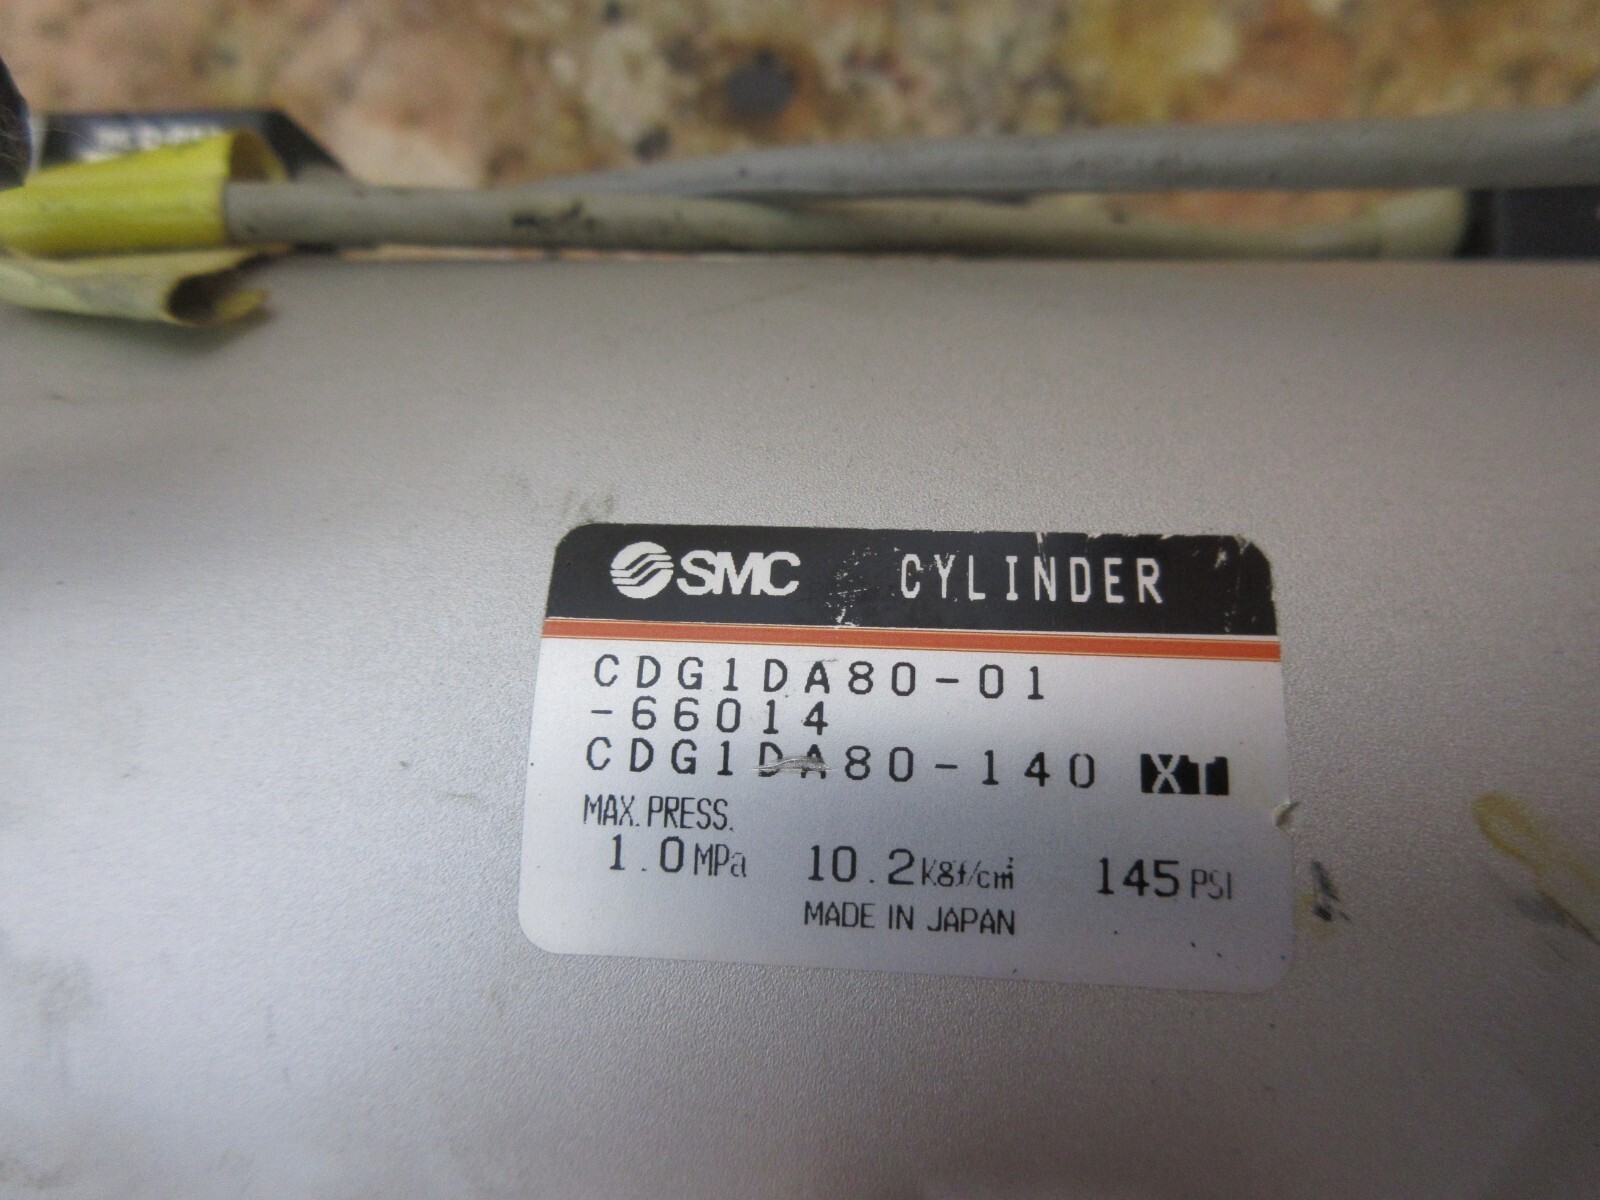 SMC CYLINDER
CDG1DA80-01
-66014
CDG1DA80-140 XT
MAX. PRESS.
1.0MPa 10.2kgf/cm² 145PSI
MADE IN JAPAN